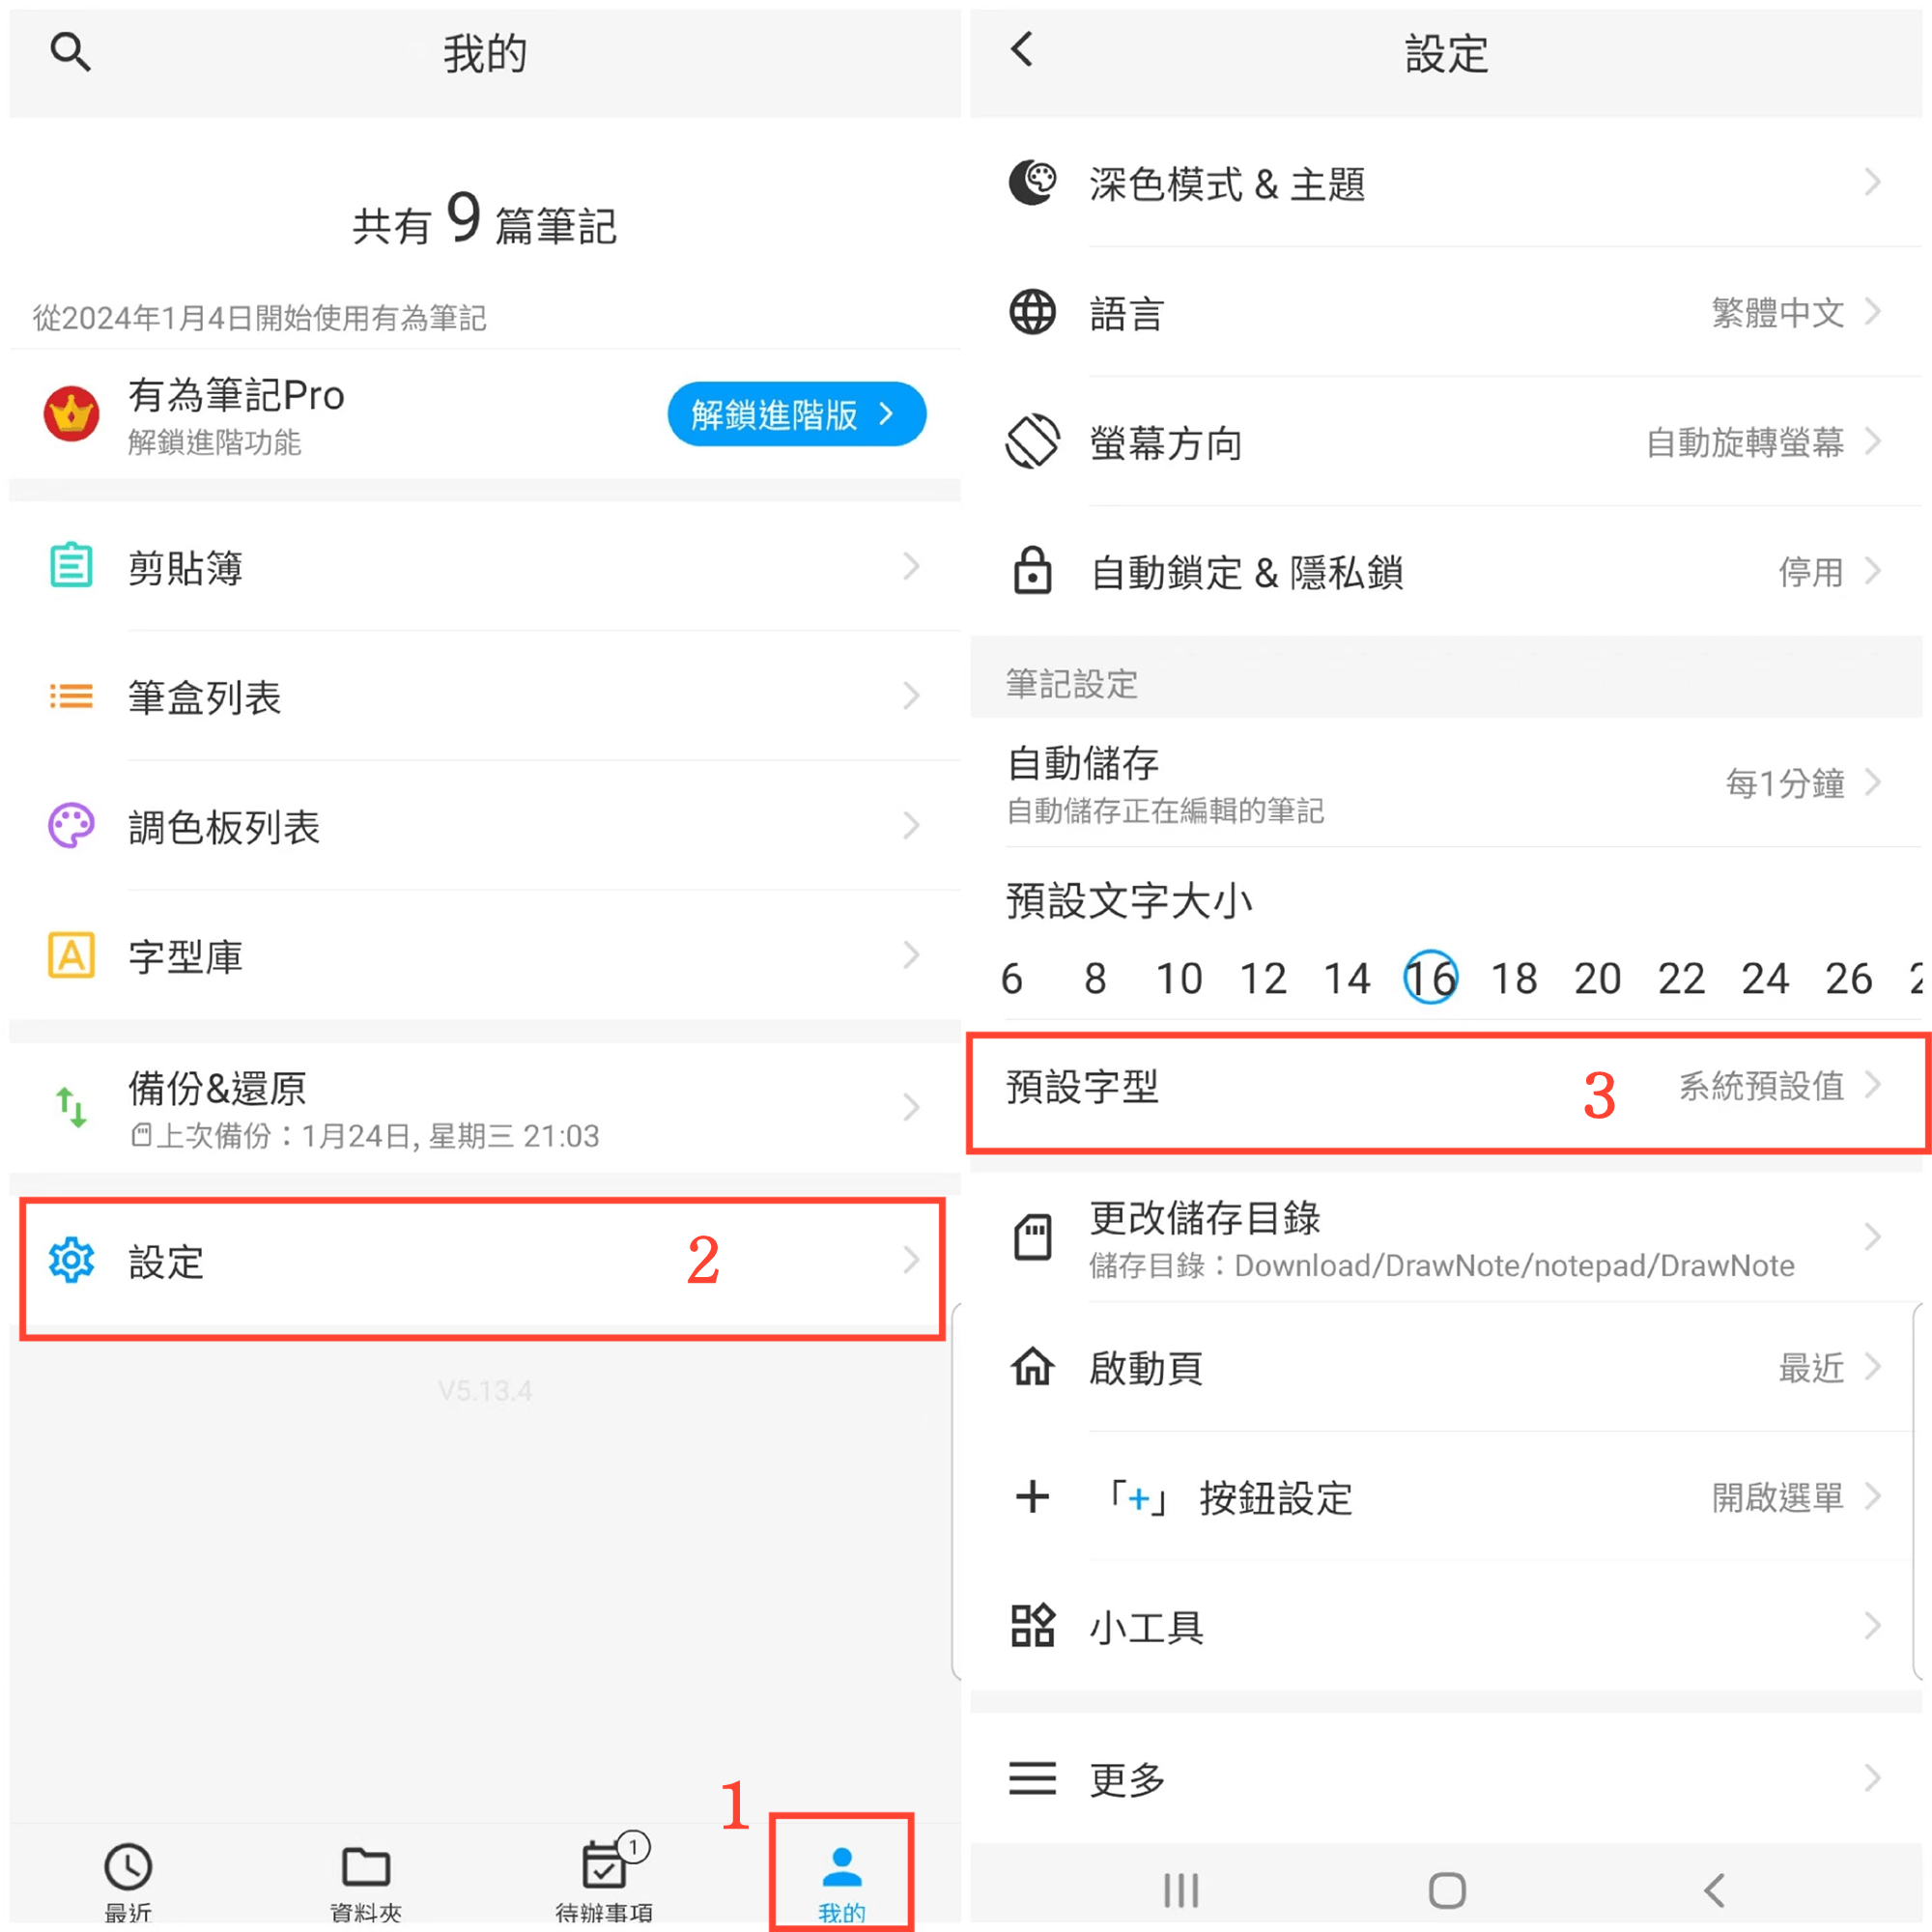 我的
共有 9 篇筆記
從2024年1月4日開始使用有為筆記
有為筆記Pro
解鎖進階功能
解鎖進階版
剪貼簿
筆盒列表
調色板列表
字型庫
備份&還原
上次備份：1月24日, 星期三 21:03
設定
2
V5.13.4
1
最近
資料夾
1
待辦事項
我的
設定
深色模式 & 主題
語言
繁體中文
螢幕方向
自動旋轉螢幕
自動鎖定 & 隱私鎖
停用
筆記設定
自動儲存
自動儲存正在編輯的筆記
每1分鐘
預設文字大小
6 8 10 12 14 16 18 20 22 24 26 2
預設字型
3
系統預設值
更改儲存目錄
儲存目錄：Download/DrawNote/notepad/DrawNote
啟動頁
最近
「+」 按鈕設定
開啟選單
小工具
更多